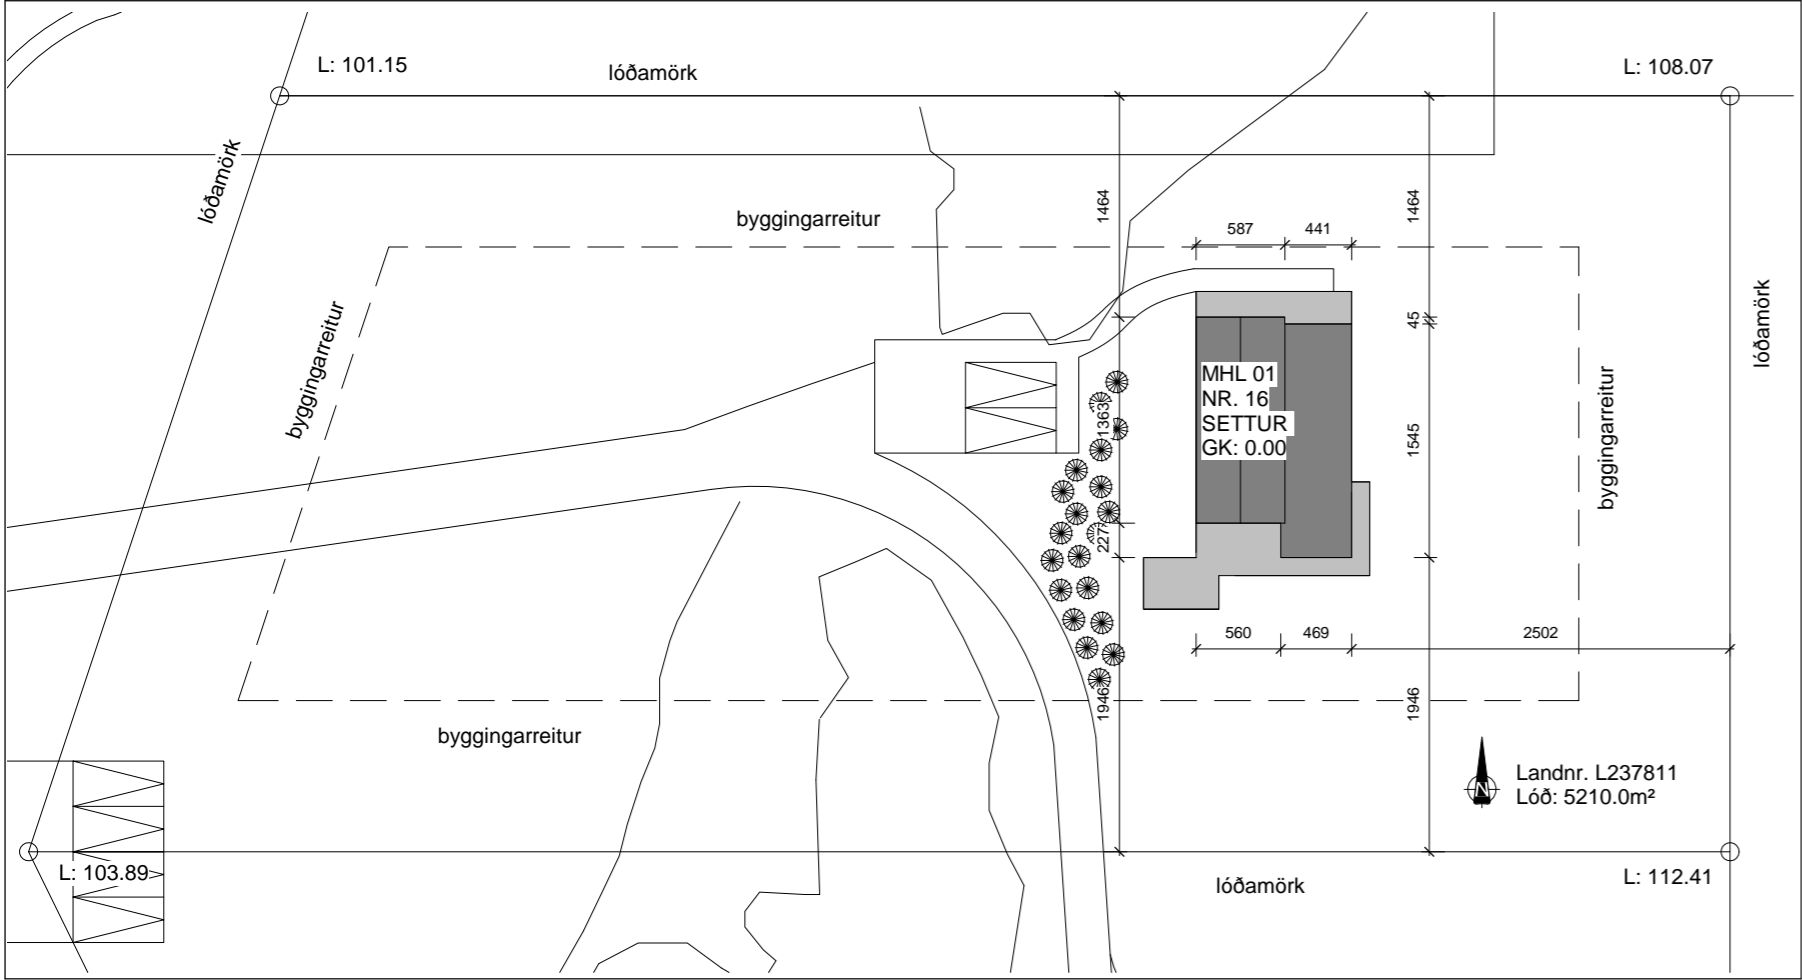 L: 101.15
lóðamörk
L: 108.07
lóðamörk
1464
1464
byggingarreitur
587
441
lóðamörk
byggingarreitur
45
MHL 01
NR. 16
SETTUR
GK: 0.00
1363
1545
byggingarreitur
227
560
469
2502
1946
1946
byggingarreitur
N
Landnr. L237811
Lóð: 5210.0m²
L: 103.89
lóðamörk
L: 112.41